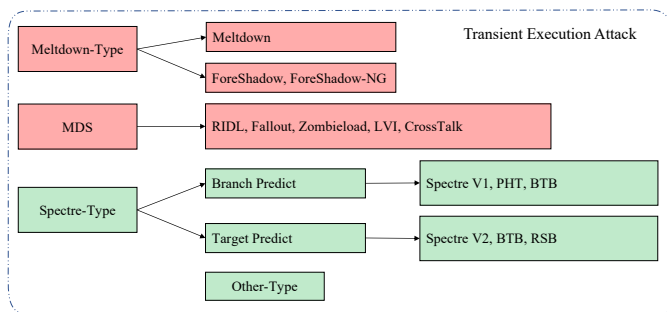 Transient Execution Attack
Meltdown-Type
Meltdown
ForeShadow, ForeShadow-NG
MDS
RIDL, Fallout, Zombieload, LVI, CrossTalk
Spectre-Type
Branch Predict
Spectre V1, PHT, BTB
Target Predict
Spectre V2, BTB, RSB
Other-Type